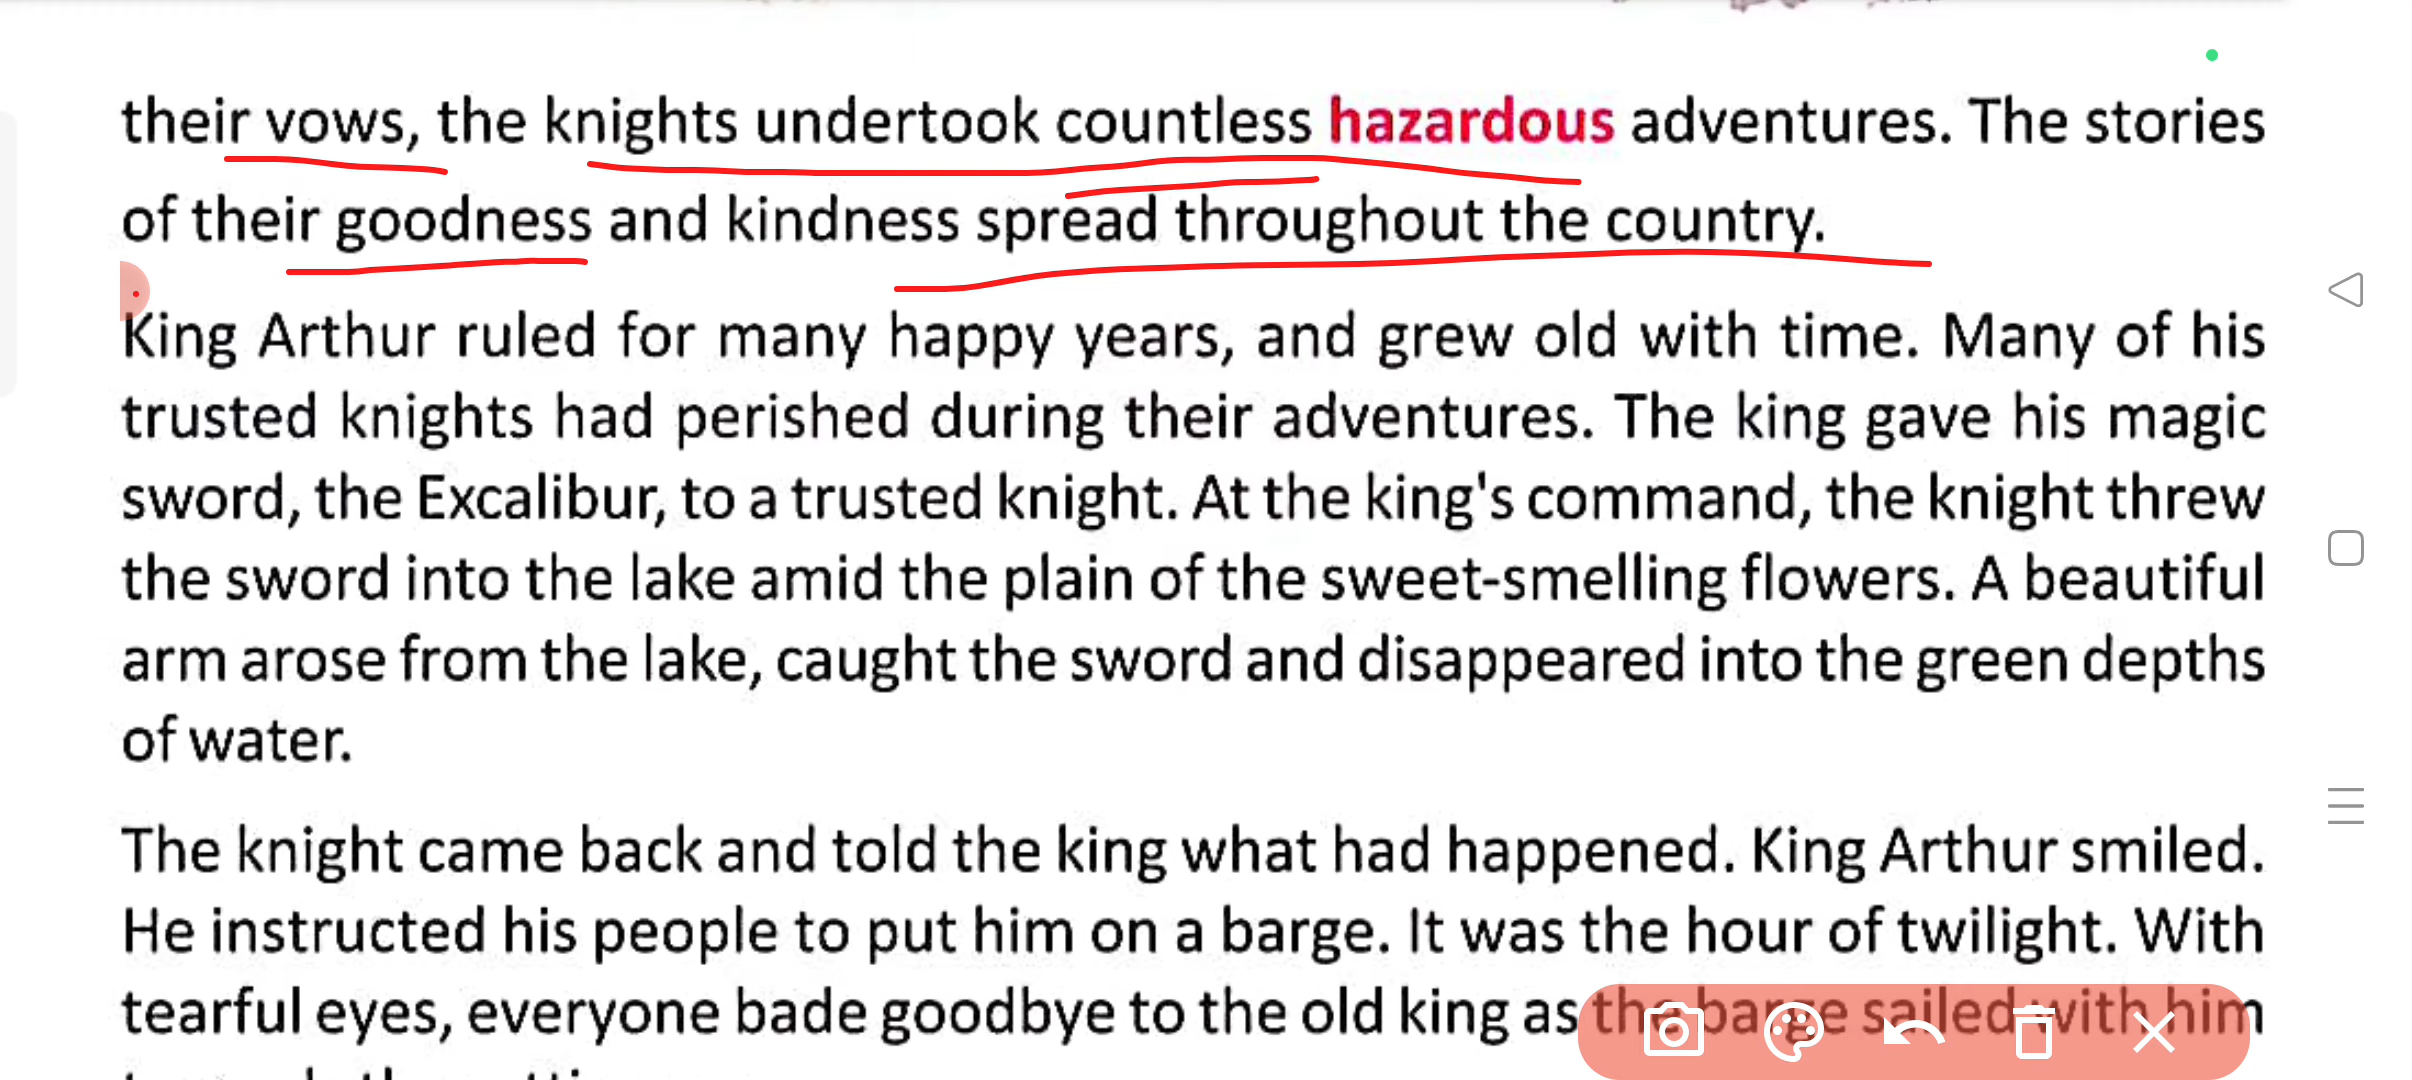 their vows, the knights undertook countless hazardous adventures. The stories
of their goodness and kindness spread throughout the country.
King Arthur ruled for many happy years, and grew old with time. Many of his
trusted knights had perished during their adventures. The king gave his magic
sword, the Excalibur, to a trusted knight. At the king's command, the knight threw
the sword into the lake amid the plain of the sweet-smelling flowers. A beautiful
arm arose from the lake, caught the sword and disappeared into the green depths
of water.
The knight came back and told the king what had happened. King Arthur smiled.
He instructed his people to put him on a barge. It was the hour of twilight. With
tearful eyes, everyone bade goodbye to the old king as the barge sailed with him